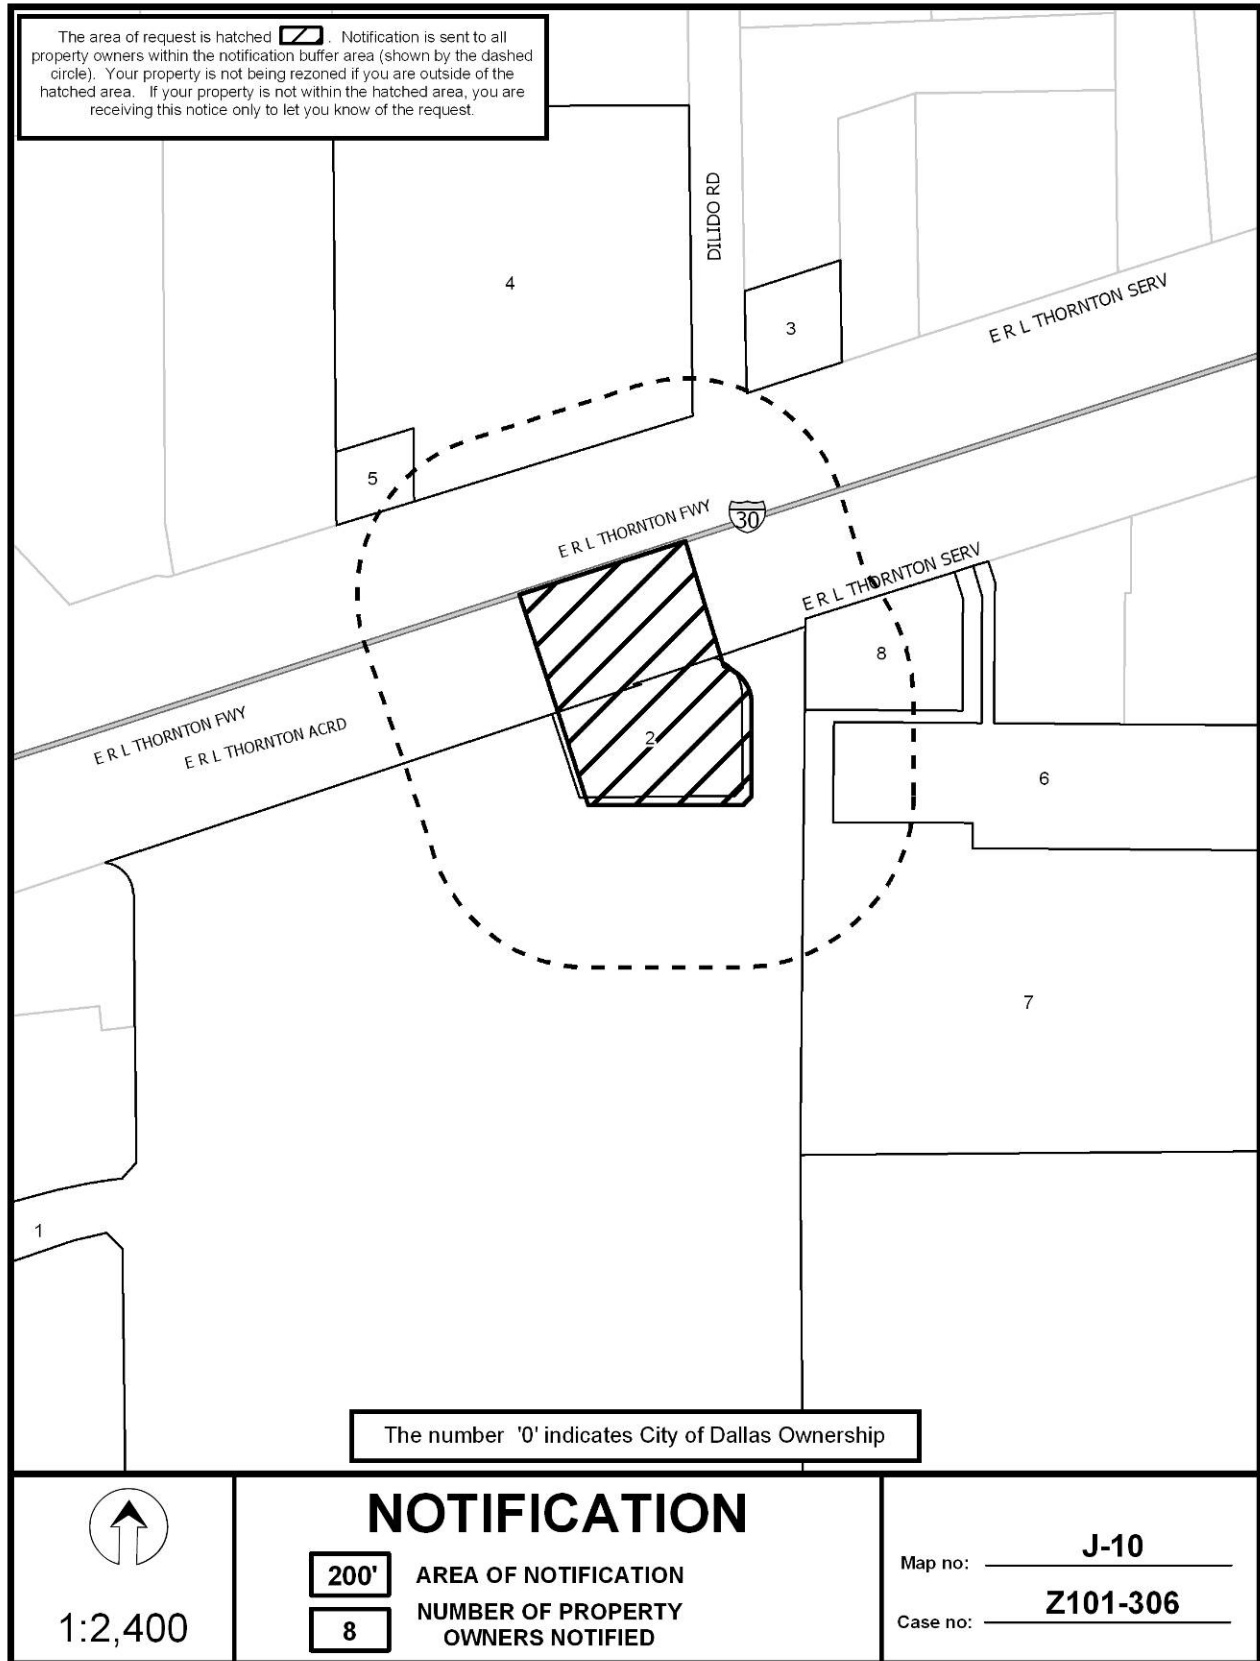 The area of request is hatched . Notification is sent to all
property owners within the notification buffer area (shown by the dashed
circle). Your property is not being rezoned if you are outside of the
hatched area. If your property is not within the hatched area, you are
receiving this notice only to let you know of the request.
DILIDO RD
4
3
E R L THORNTON SERV
5
E R L THORNTON FWY
30
E R L THORNTON SERV
8
E R L THORNTON FWY
E R L THORNTON ACRD
2
6
7
1
The number '0' indicates City of Dallas Ownership
1:2,400
NOTIFICATION
200' AREA OF NOTIFICATION
8 NUMBER OF PROPERTY
OWNERS NOTIFIED
Map no: J-10
Case no: Z101-306